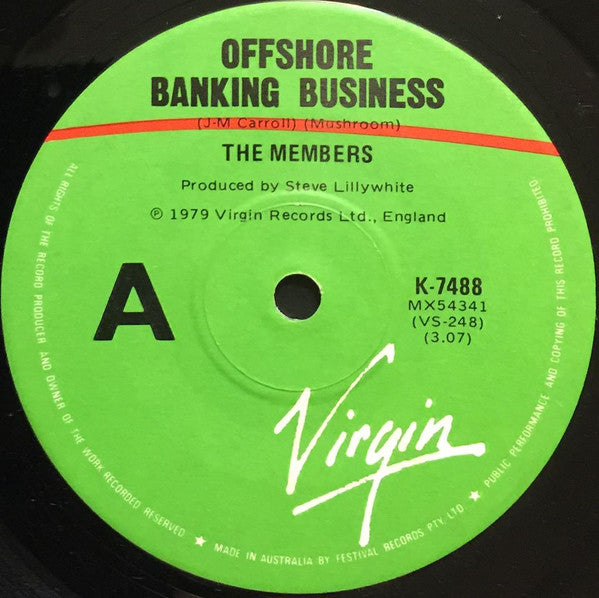 OFFSHORE
BANKING BUSINESS
(J-M Carroll) (Mushroom)
THE MEMBERS
Produced by Steve Lillywhite
℗ 1979 Virgin Records Ltd., England
A
K-7488
MX54341
(VS-248)
(3.07)
Virgin
ALL RIGHTS OF THE RECORD PRODUCER AND OWNER OF THE WORK RECORDED RESERVED ★ MADE IN AUSTRALIA BY FESTIVAL RECORDS PTY. LTD ★ PUBLIC PERFORMANCE AND COPYING OF THIS RECORD PROHIBITED